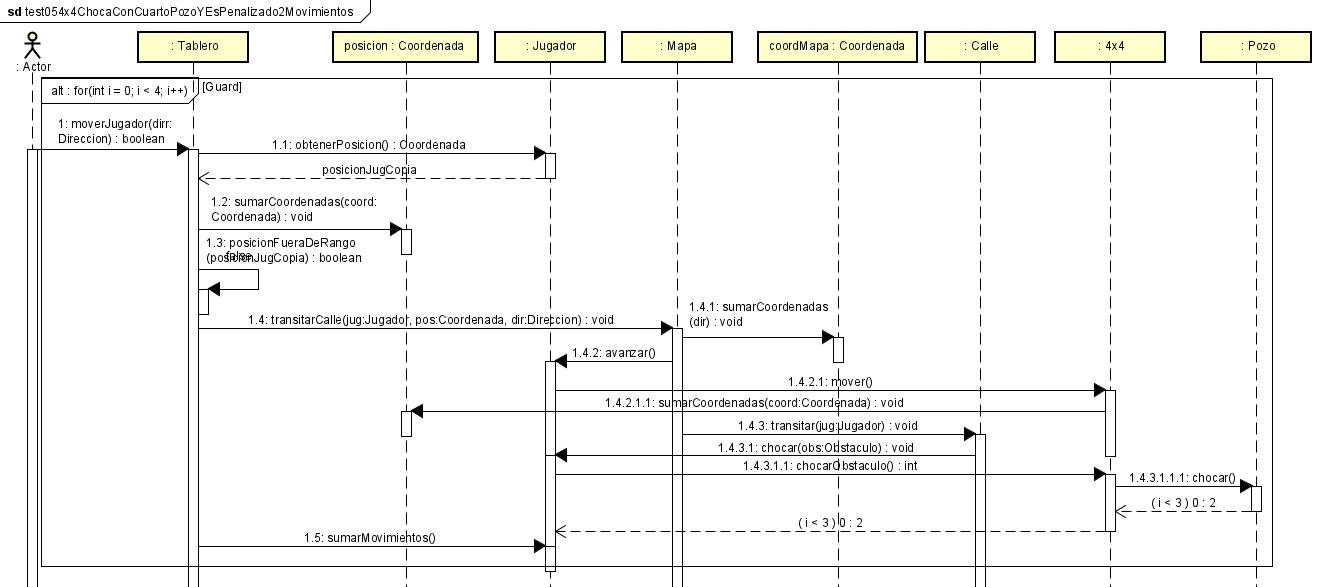 sd test054x4ChocaConCuartoPozoYEsPenalizado2Movimientos
: Actor
: Tablero
posicion : Coordenada
: Jugador
: Mapa
coordMapa : Coordenada
: Calle
: 4x4
: Pozo
alt : for(int i = 0; i < 4; i++)
[Guard]
1: moverJugador(dirr:
Direccion) : boolean
1.1: obtenerPosicion() : Coordenada
posicionJugCopia
1.2: sumarCoordenadas(coord:
Coordenada) : void
1.3: posicionFueraDeRango
(posicionJugCopia) : boolean
false
1.4: transitarCalle(jug:Jugador, pos:Coordenada, dir:Direccion) : void
1.4.1: sumarCoordenadas
(dir) : void
1.4.2: avanzar()
1.4.2.1: mover()
1.4.2.1.1: sumarCoordenadas(coord:Coordenada) : void
1.4.3: transitar(jug:Jugador) : void
1.4.3.1: chocar(obs:Obstaculo) : void
1.4.3.1.1: chocarObstaculo() : int
1.4.3.1.1.1: chocar()
( i < 3 ) 0 : 2
( i < 3 ) 0 : 2
1.5: sumarMovimientos()